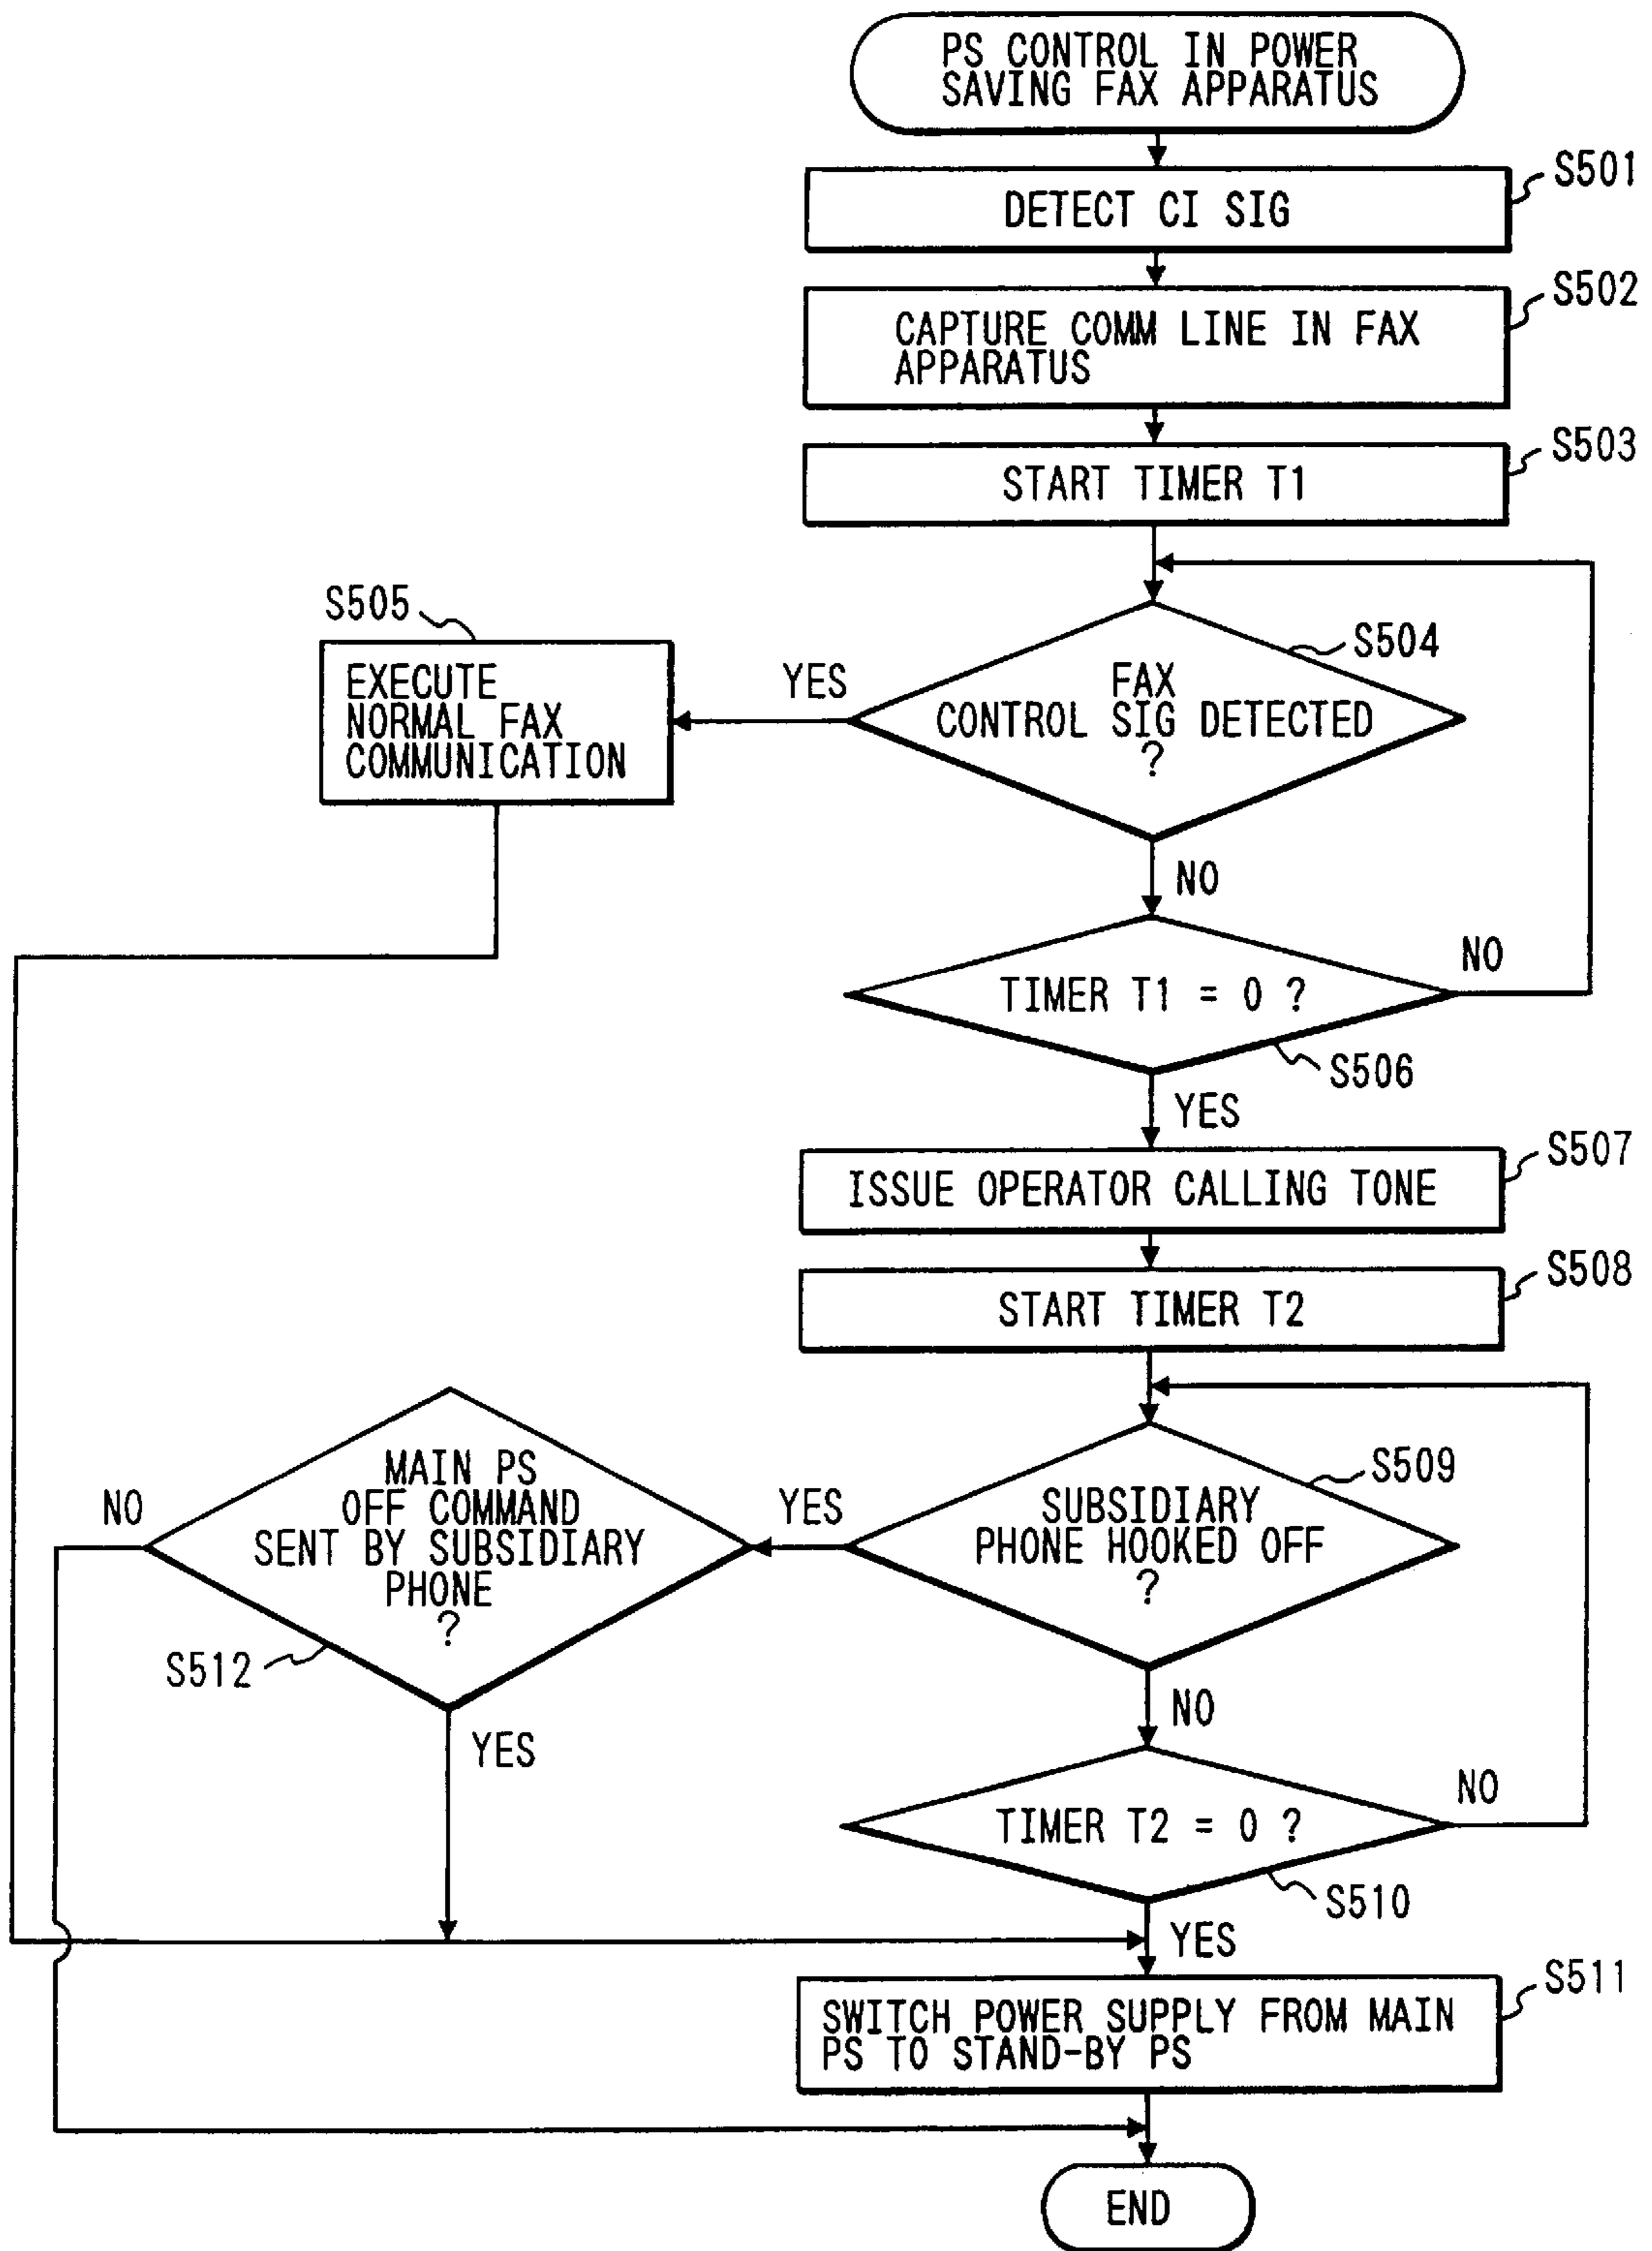 PS CONTROL IN POWER
SAVING FAX APPARATUS
S501
DETECT CI SIG
S502
CAPTURE COMM LINE IN FAX
APPARATUS
S503
START TIMER T1
S504
FAX
CONTROL SIG DETECTED
?
YES
S505
EXECUTE
NORMAL FAX
COMMUNICATION
NO
TIMER T1 = 0 ?
NO
S506
YES
S507
ISSUE OPERATOR CALLING TONE
S508
START TIMER T2
S509
SUBSIDIARY
PHONE HOOKED OFF
?
YES
MAIN PS
OFF COMMAND
SENT BY SUBSIDIARY
PHONE
?
NO
S512
YES
NO
TIMER T2 = 0 ?
NO
S510
YES
S511
SWITCH POWER SUPPLY FROM MAIN
PS TO STAND-BY PS
END